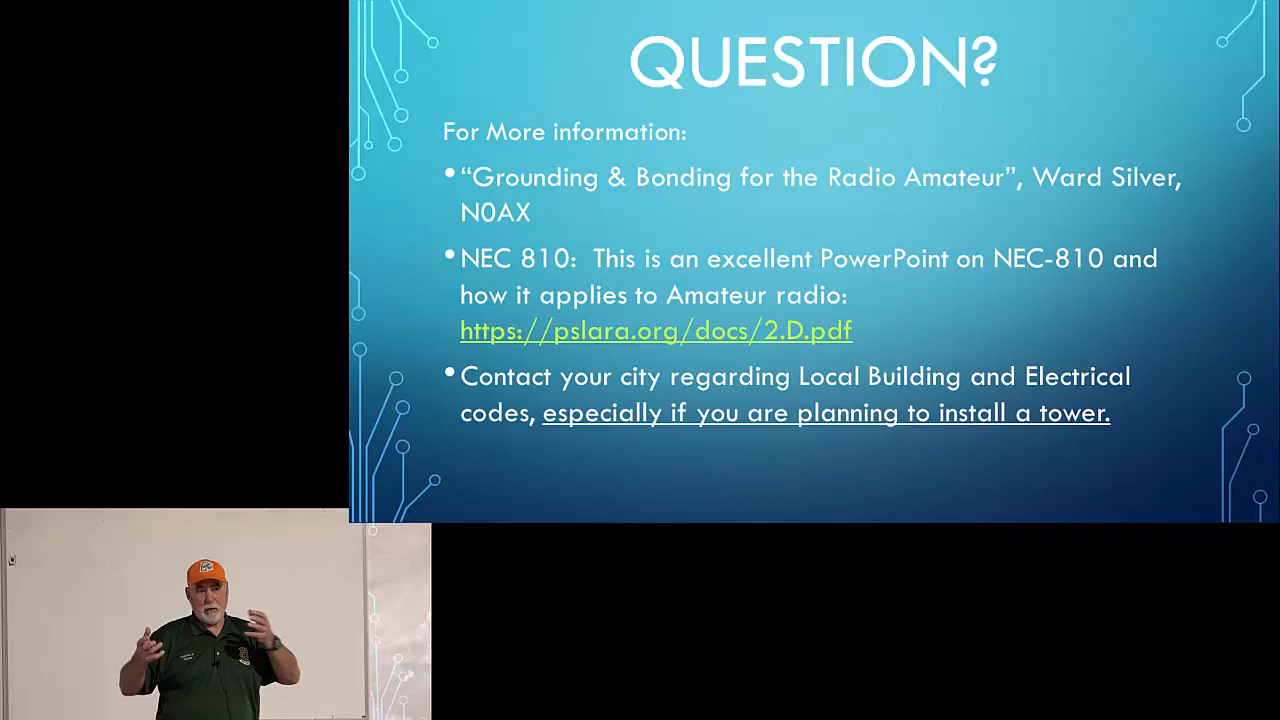 QUESTION?
For More information:
•“Grounding & Bonding for the Radio Amateur”, Ward Silver,
N0AX
•NEC 810:  This is an excellent PowerPoint on NEC-810 and
how it applies to Amateur radio:
https://pslara.org/docs/2.D.pdf
•Contact your city regarding Local Building and Electrical
codes, especially if you are planning to install a tower.